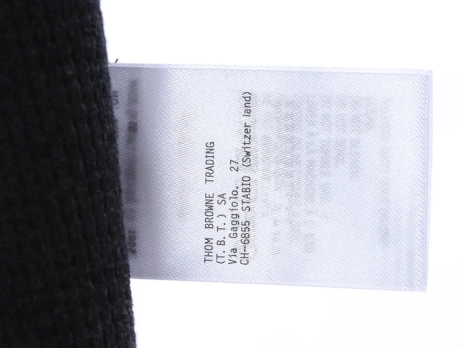 THOM BROWNE TRADING
(T.B.T.) SA
Via Gaggiolo, 27
CH-6855 STABIO (Switzerland)